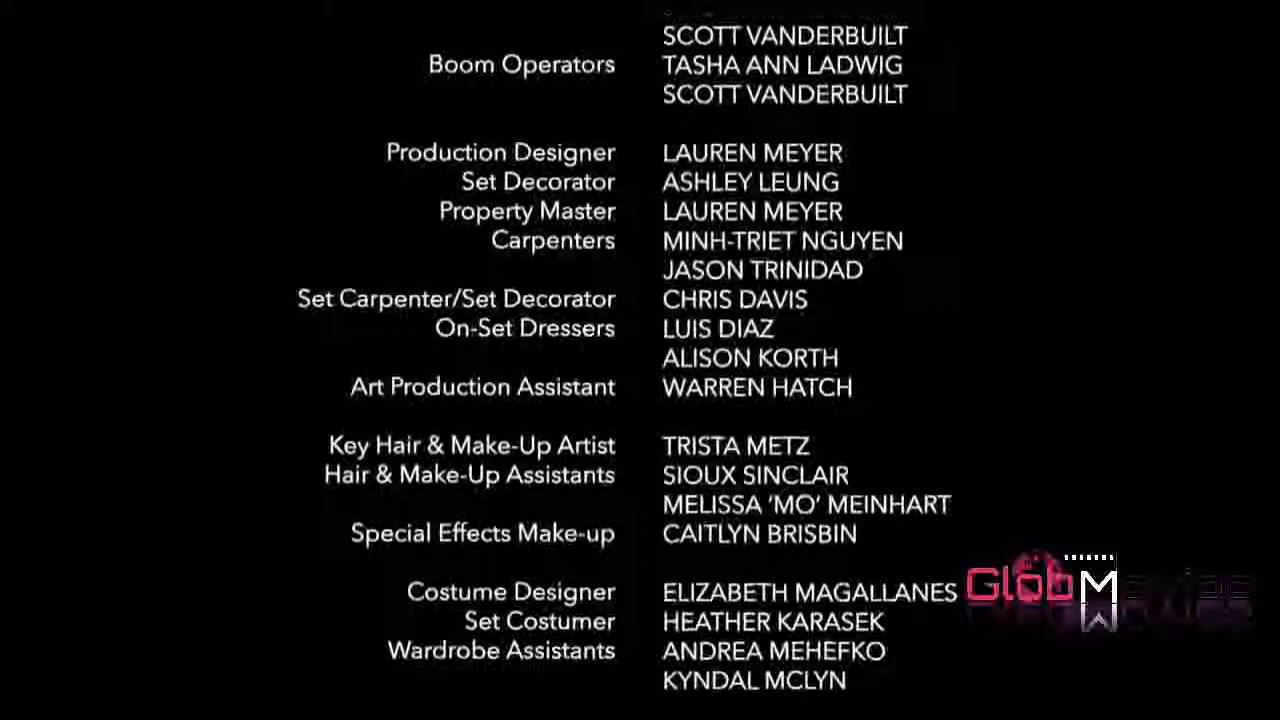 SCOTT VANDERBUILT
Boom Operators TASHA ANN LADWIG
SCOTT VANDERBUILT
Production Designer LAUREN MEYER
Set Decorator ASHLEY LEUNG
Property Master LAUREN MEYER
Carpenters MINH-TRIET NGUYEN
JASON TRINIDAD
Set Carpenter/Set Decorator CHRIS DAVIS
On-Set Dressers LUIS DIAZ
ALISON KORTH
Art Production Assistant WARREN HATCH
Key Hair & Make-Up Artist TRISTA METZ
Hair & Make-Up Assistants SIOUX SINCLAIR
MELISSA ‘MO’ MEINHART
Special Effects Make-up CAITLYN BRISBIN
Costume Designer ELIZABETH MAGALLANES
Set Costumer HEATHER KARASEK
Wardrobe Assistants ANDREA MEHEFKO
KYNDAL MCLYN